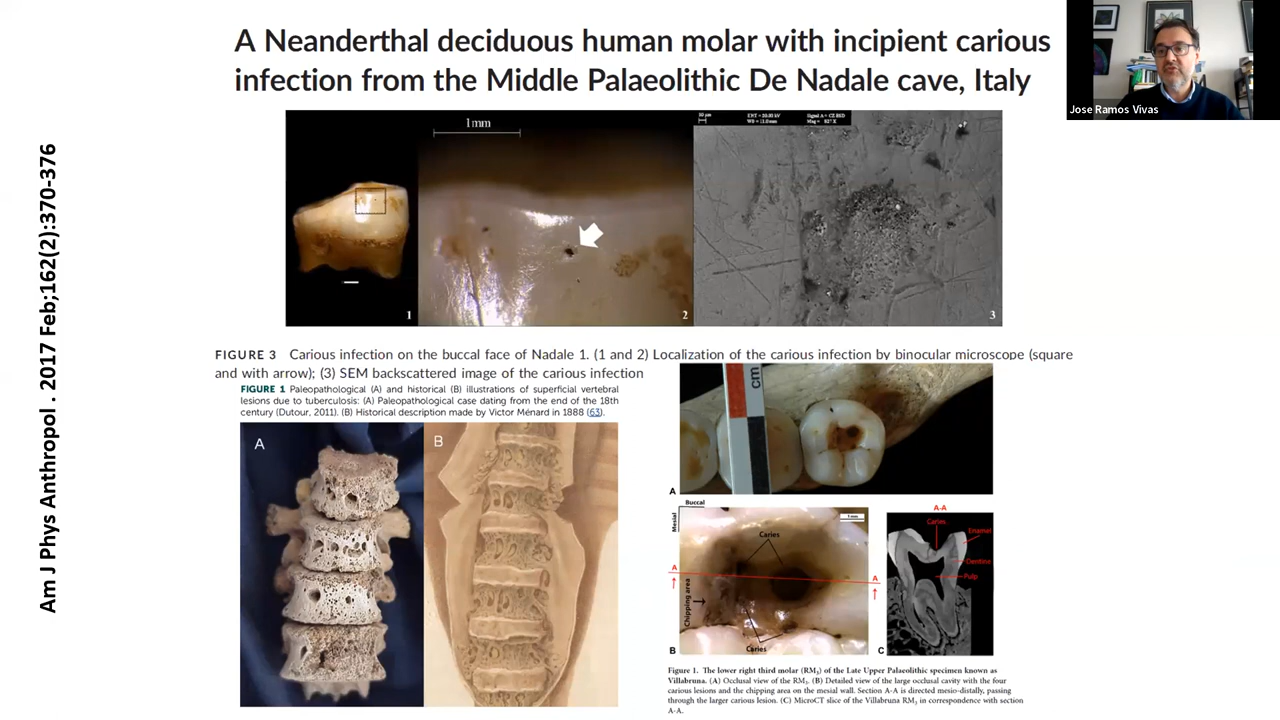 A Neanderthal deciduous human molar with incipient carious
infection from the Middle Palaeolithic De Nadale cave, Italy
Jose Ramos Vivas
Am J Phys Anthropol . 2017 Feb;162(2):370-376
1mm
1
2
3
FIGURE 3 Carious infection on the buccal face of Nadale 1. (1 and 2) Localization of the carious infection by binocular microscope (square
and with arrow); (3) SEM backscattered image of the carious infection
FIGURE 1 Paleopathological (A) and historical (B) illustrations of superficial vertebral
lesions due to tuberculosis: (A) Paleopathological case dating from the end of the 18th
century (Dutour, 2011). (B) Historical description made by Victor Ménard in 1888 (63).
A
B
cm
A
Buccal
Mesial
Caries
A
A
Chipping area
Caries
B
A-A
Caries
Enamel
Dentine
Pulp
C
Figure 1. The lower right third molar (RM3) of the Late Upper Palaeolithic specimen known as
Villabruna. (A) Occlusal view of the RM3. (B) Detailed view of the large occlusal cavity with the four
carious lesions and the chipping area on the mesial wall. Section A-A is directed mesio-distally, passing
through the larger carious lesion. (C) MicroCT slice of the Villabruna RM3 in correspondence with section
A-A.